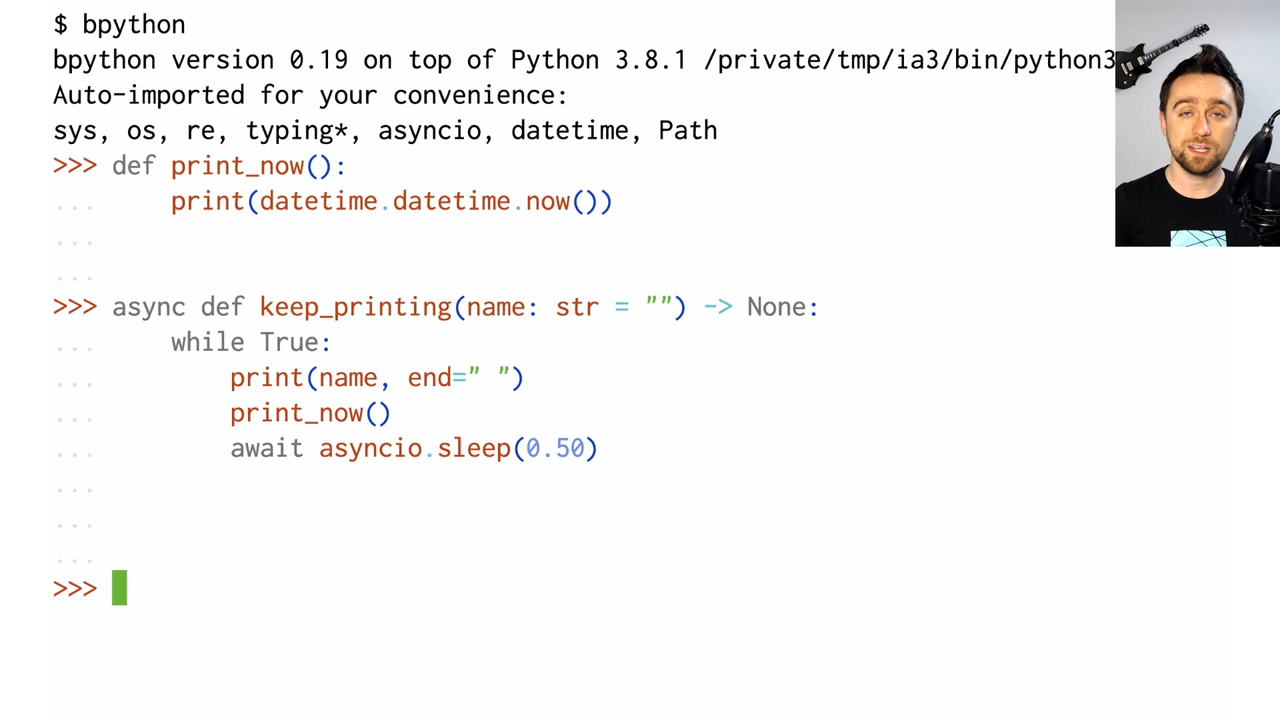 $ bpython
bpython version 0.19 on top of Python 3.8.1 /private/tmp/ia3/bin/python3
Auto-imported for your convenience:
sys, os, re, typing*, asyncio, datetime, Path
>>> def print_now():
...     print(datetime.datetime.now())
...
...
>>> async def keep_printing(name: str = "") -> None:
...     while True:
...         print(name, end=" ")
...         print_now()
...         await asyncio.sleep(0.50)
...
...
...
>>>